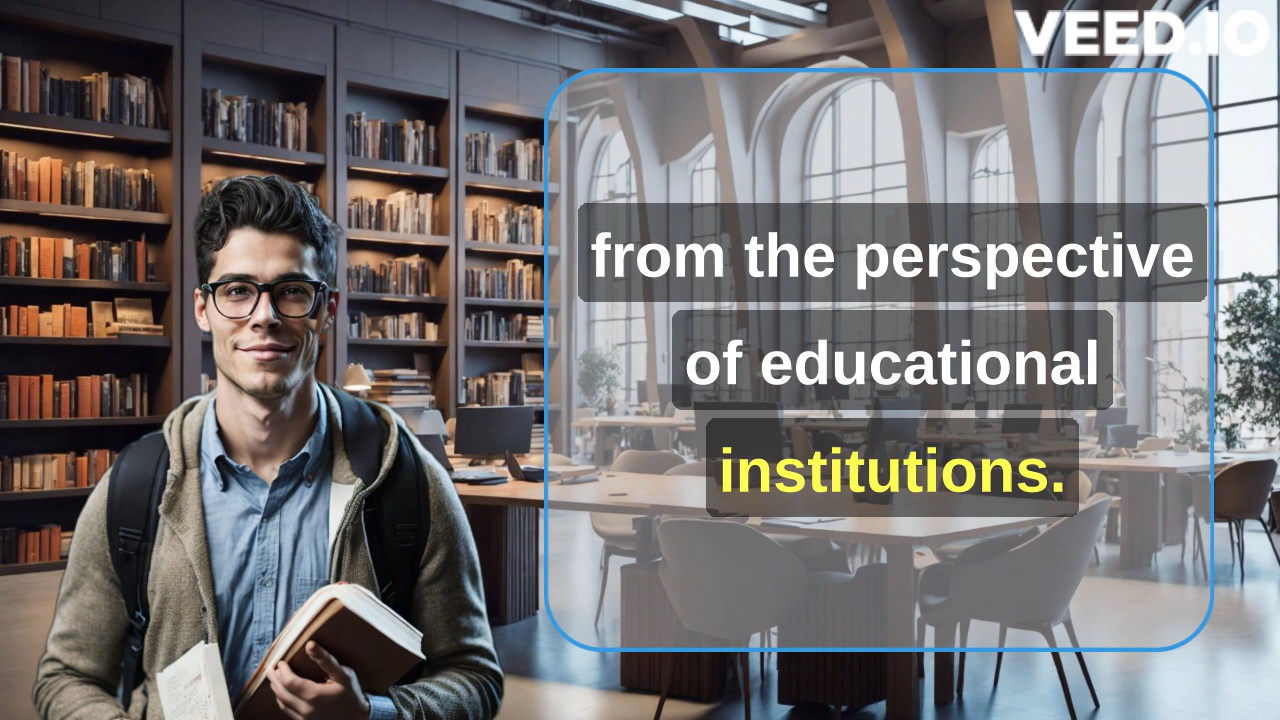 VEED.IO
from the perspective
of educational
institutions.